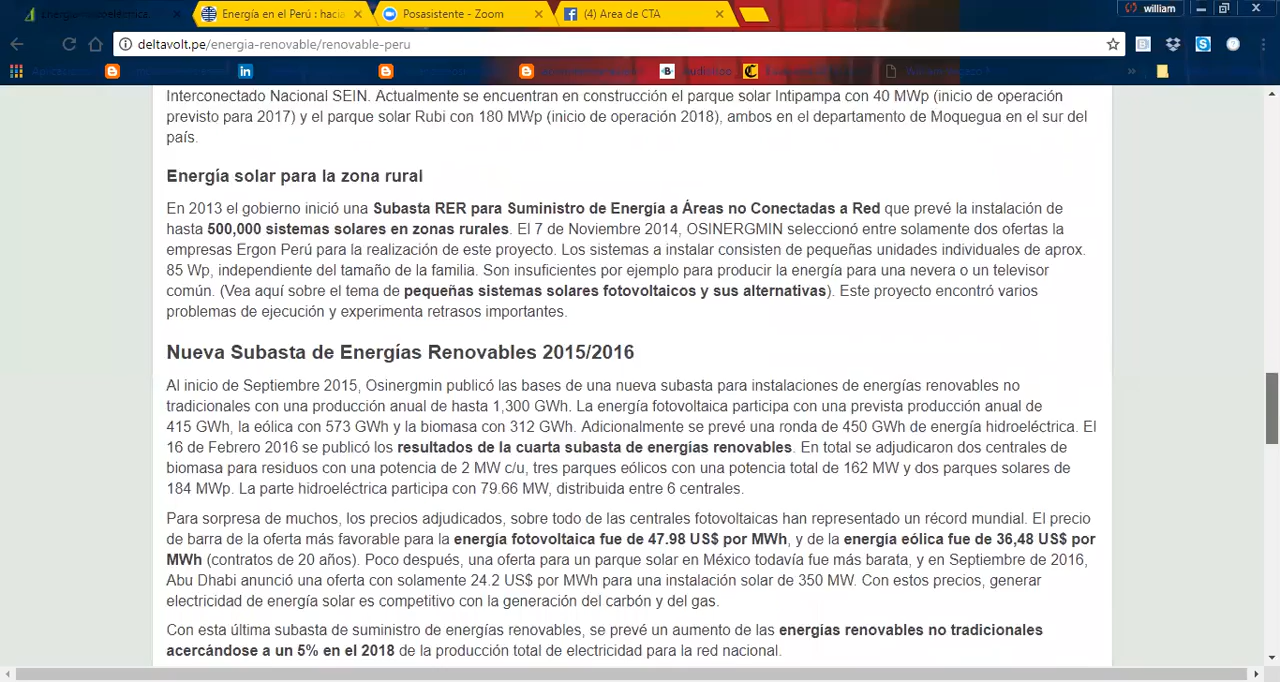 Energía en el Perú : hacia
Posasistente - Zoom
(4) Area de CTA
william
deltavolt.pe/energia-renovable/renovable-peru
Interconectado Nacional SEIN. Actualmente se encuentran en construcción el parque solar Intipampa con 40 MWp (inicio de operación
previsto para 2017) y el parque solar Rubi con 180 MWp (inicio de operación 2018), ambos en el departamento de Moquegua en el sur del
país.
Energía solar para la zona rural
En 2013 el gobierno inició una Subasta RER para Suministro de Energía a Áreas no Conectadas a Red que prevé la instalación de
hasta 500,000 sistemas solares en zonas rurales. El 7 de Noviembre 2014, OSINERGMIN seleccionó entre solamente dos ofertas la
empresas Ergon Perú para la realización de este proyecto. Los sistemas a instalar consisten de pequeñas unidades individuales de aprox.
85 Wp, independiente del tamaño de la familia. Son insuficientes por ejemplo para producir la energía para una nevera o un televisor
común. (Vea aquí sobre el tema de pequeñas sistemas solares fotovoltaicos y sus alternativas). Este proyecto encontró varios
problemas de ejecución y experimenta retrasos importantes.
Nueva Subasta de Energías Renovables 2015/2016
Al inicio de Septiembre 2015, Osinergmin publicó las bases de una nueva subasta para instalaciones de energías renovables no
tradicionales con una producción anual de hasta 1,300 GWh. La energía fotovoltaica participa con una prevista producción anual de
415 GWh, la eólica con 573 GWh y la biomasa con 312 GWh. Adicionalmente se prevé una ronda de 450 GWh de energía hidroeléctrica. El
16 de Febrero 2016 se publicó los resultados de la cuarta subasta de energías renovables. En total se adjudicaron dos centrales de
biomasa para residuos con una potencia de 2 MW c/u, tres parques eólicos con una potencia total de 162 MW y dos parques solares de
184 MWp. La parte hidroeléctrica participa con 79.66 MW, distribuida entre 6 centrales.
Para sorpresa de muchos, los precios adjudicados, sobre todo de las centrales fotovoltaicas han representado un récord mundial. El precio
de barra de la oferta más favorable para la energía fotovoltaica fue de 47.98 US$ por MWh, y de la energía eólica fue de 36,48 US$ por
MWh (contratos de 20 años). Poco después, una oferta para un parque solar en México todavía fue más barata, y en Septiembre de 2016,
Abu Dhabi anunció una oferta con solamente 24.2 US$ por MWh para una instalación solar de 350 MW. Con estos precios, generar
electricidad de energía solar es competitivo con la generación del carbón y del gas.
Con esta última subasta de suministro de energías renovables, se prevé un aumento de las energías renovables no tradicionales
acercándose a un 5% en el 2018 de la producción total de electricidad para la red nacional.